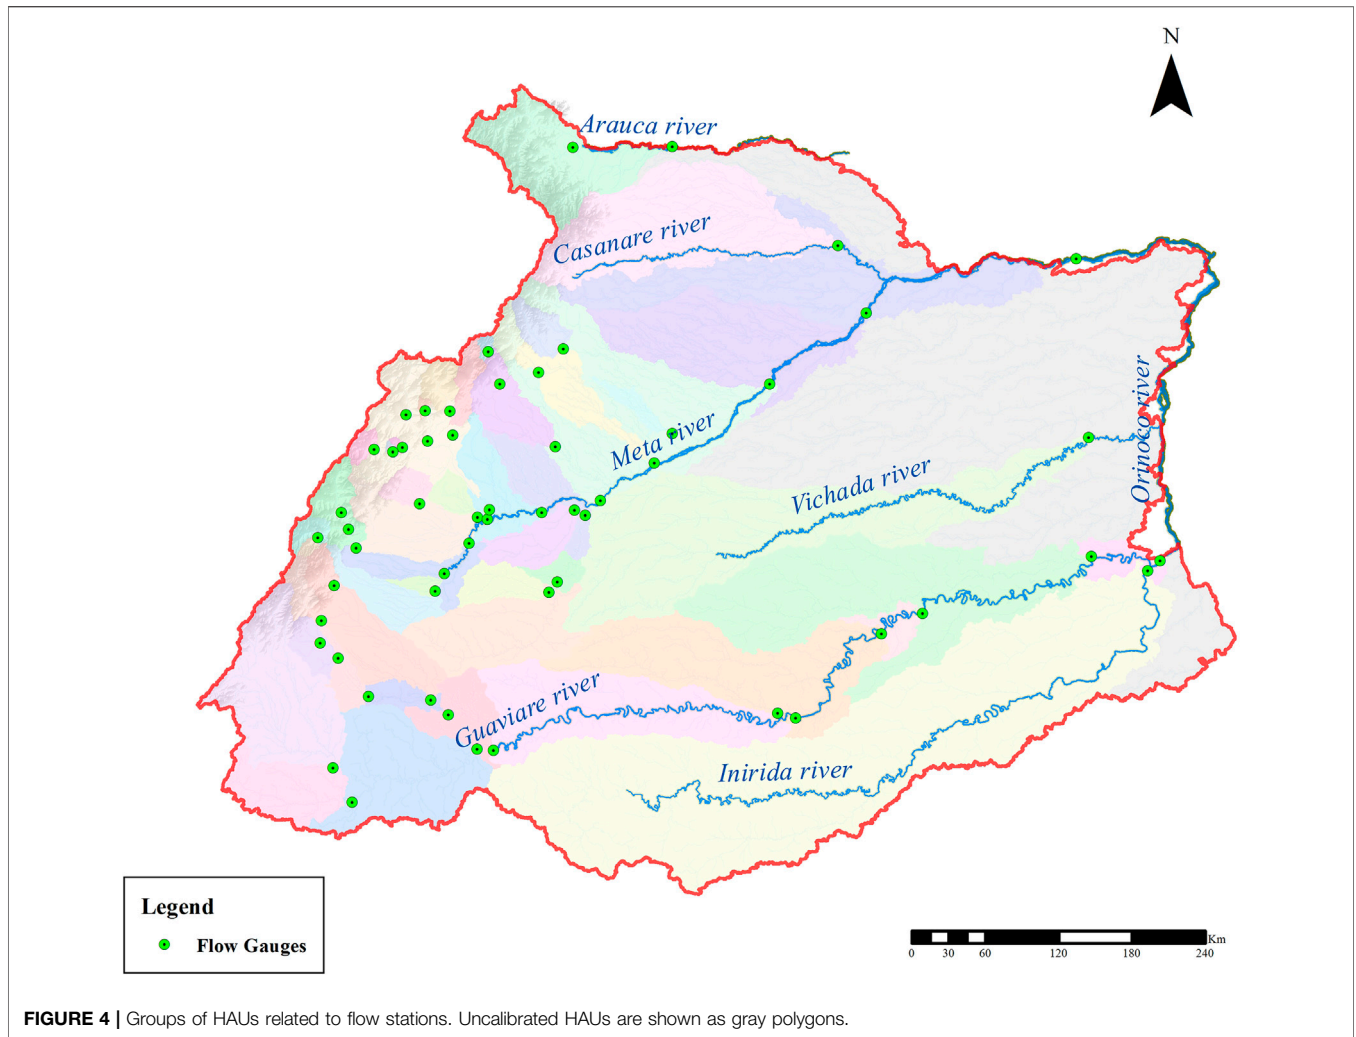 N
Arauca river
Casanare river
Meta river
Orinoco river
Vichada river
Guaviare river
Inirida river
Legend
Flow Gauges
Km
0 30 60 120 180 240
FIGURE 4 | Groups of HAUs related to flow stations. Uncalibrated HAUs are shown as gray polygons.